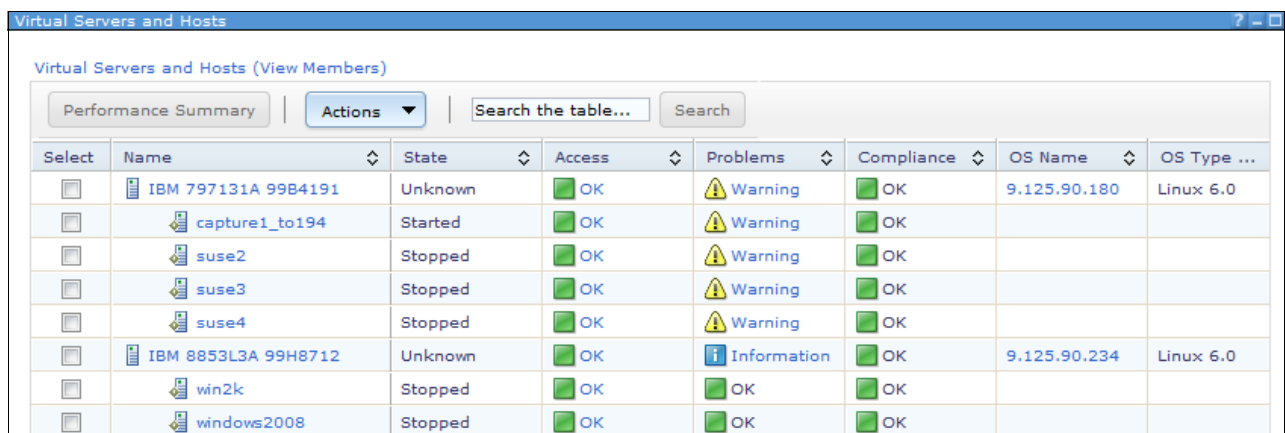 Virtual Servers and Hosts ? – □
Virtual Servers and Hosts (View Members)
Performance Summary Actions Search the table... Search
Select Name State Access Problems Compliance OS Name OS Type ...
IBM 797131A 99B4191 Unknown OK Warning OK 9.125.90.180 Linux 6.0
capture1_to194 Started OK Warning OK
suse2 Stopped OK Warning OK
suse3 Stopped OK Warning OK
suse4 Stopped OK Warning OK
IBM 8853L3A 99H8712 Unknown OK Information OK 9.125.90.234 Linux 6.0
win2k Stopped OK OK OK
windows2008 Stopped OK OK OK